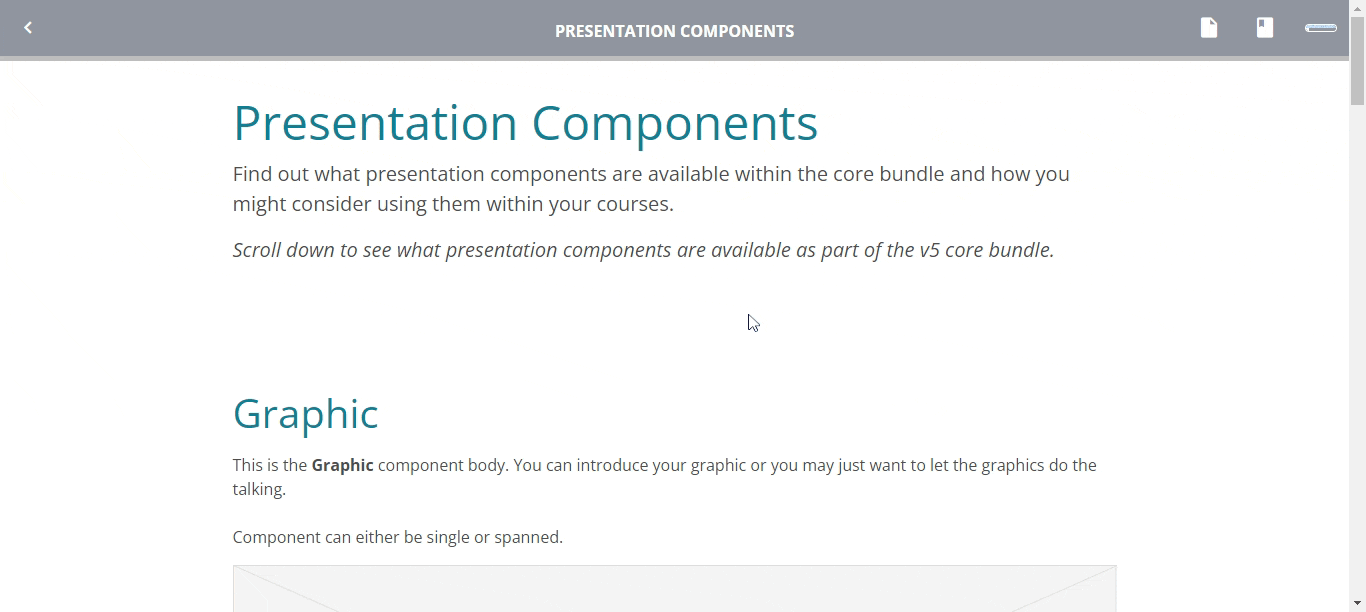 PRESENTATION COMPONENTS
Presentation Components
Find out what presentation components are available within the core bundle and how you
might consider using them within your courses.
Scroll down to see what presentation components are available as part of the v5 core bundle.
Graphic
This is the Graphic component body. You can introduce your graphic or you may just want to let the graphics do the
talking.
Component can either be single or spanned.